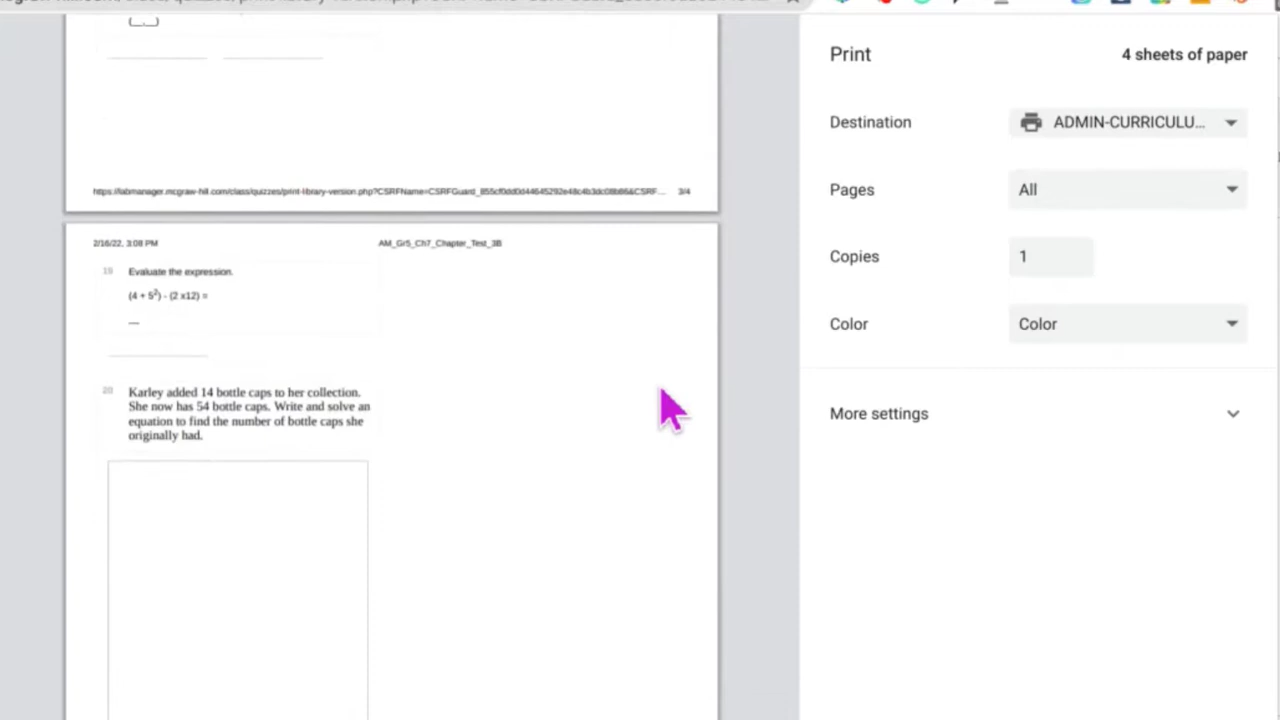 Print
4 sheets of paper
Destination
ADMIN-CURRICULU...
Pages
All
Copies
1
Color
Color
More settings
3/4
2/16/22, 3:08 PM
AM_Gr5_Ch7_Chapter_Test_3B
19 Evaluate the expression.
(4 + 5²) - (2 x12) =
20 Karley added 14 bottle caps to her collection.
She now has 54 bottle caps. Write and solve an
equation to find the number of bottle caps she
originally had.